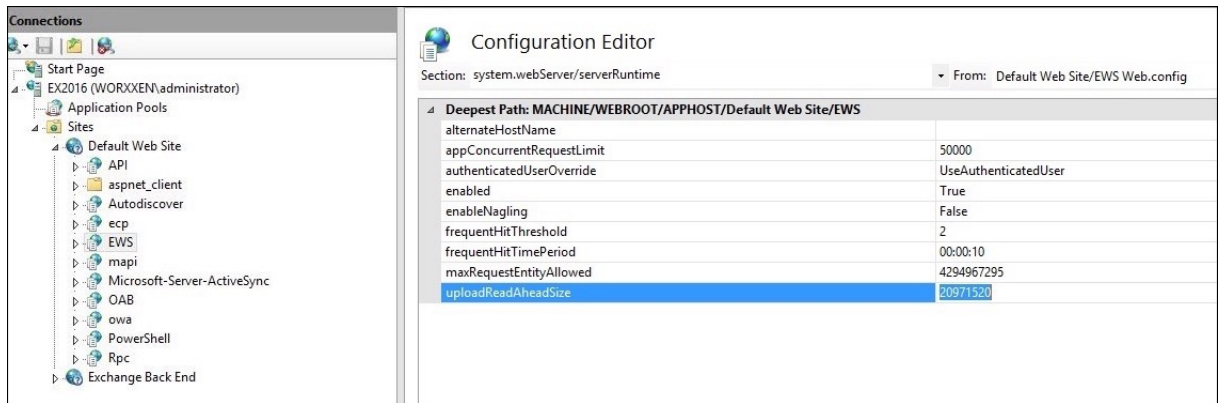 Connections
Start Page
EX2016 (WORXXEN\administrator)
Application Pools
Sites
Default Web Site
API
aspnet_client
Autodiscover
ecp
EWS
mapi
Microsoft-Server-ActiveSync
OAB
owa
PowerShell
Rpc
Exchange Back End
Configuration Editor
Section: system.webServer/serverRuntime From: Default Web Site/EWS Web.config
Deepest Path: MACHINE/WEBROOT/APPHOST/Default Web Site/EWS
alternateHostName
appConcurrentRequestLimit 50000
authenticatedUserOverride UseAuthenticatedUser
enabled True
enableNagling False
frequentHitThreshold 2
frequentHitTimePeriod 00:00:10
maxRequestEntityAllowed 4294967295
uploadReadAheadSize 20971520